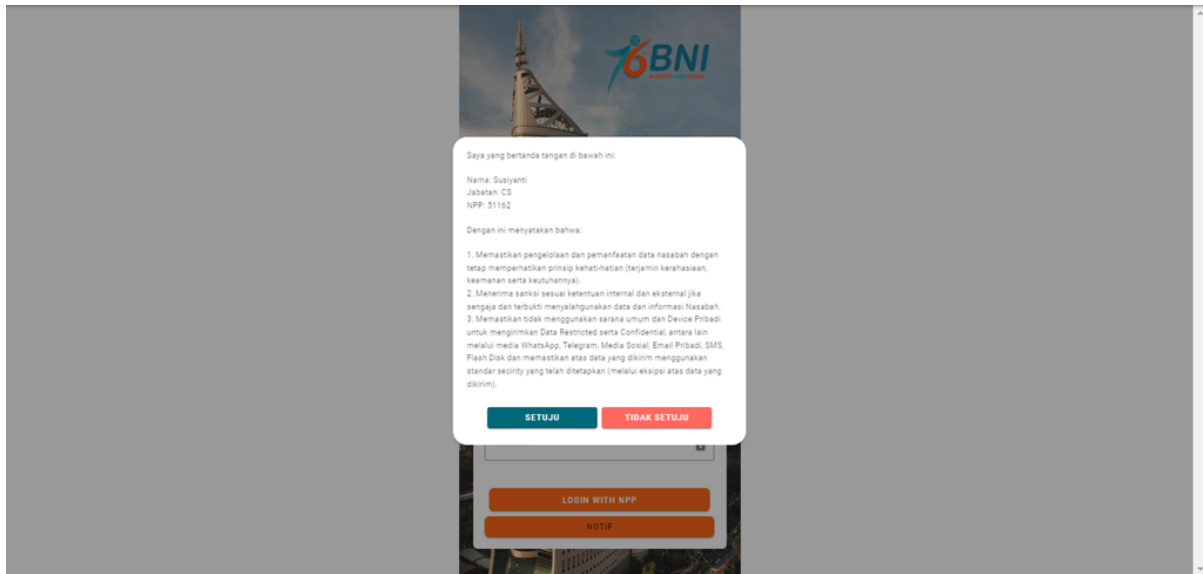 76 BNI
Saya yang bertanda tangan di bawah ini:
Nama: Susiyanti
Jabatan: CS
NPP: 51162
Dengan ini menyatakan bahwa:
1. Memastikan pengelolaan dan pemanfaatan data nasabah dengan
tetap memperhatikan prinsip kehati-hatian (terjamin kerahasiaan,
keamanan serta keutuhannya).
2. Menerima sanksi sesuai ketentuan internal dan eksternal jika
sengaja dan terbukti menyalahgunakan data dan informasi Nasabah.
3. Memastikan tidak menggunakan sarana umum dan Device Pribadi
untuk mengirimkan Data Restricted serta Confidential, antara lain
melalui media WhatsApp, Telegram, Media Sosial, Email Pribadi, SMS,
Flash Disk dan memastikan atas data yang dikirim menggunakan
standar secirity yang telah ditetapkan (melalui eksipsi atas data yang
dikirim).
SETUJU TIDAK SETUJU
LOGIN WITH NPP
NOTIF